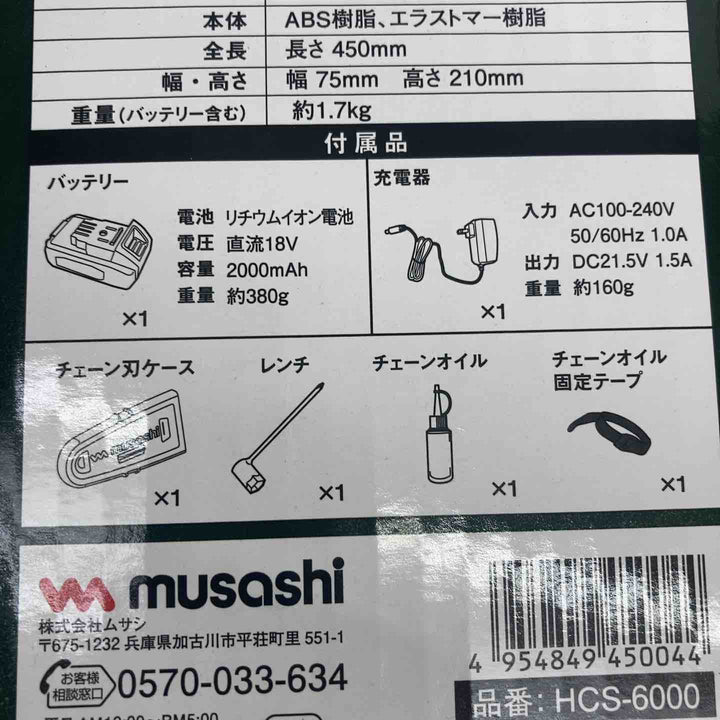 本体 ABS樹脂、エラストマー樹脂
全長 長さ 450mm
幅・高さ 幅 75mm 高さ 210mm
重量(バッテリー含む) 約1.7kg
付属品
バッテリー
電池 リチウムイオン電池
電圧 直流18V
容量 2000mAh
重量 約380g
×1
充電器
入力 AC100-240V
50/60Hz 1.0A
出力 DC21.5V 1.5A
重量 約160g
×1
チェーン刃ケース
musashi
×1
レンチ
×1
チェーンオイル
×1
チェーンオイル
固定テープ
×1
musashi
株式会社ムサシ
〒675-1232 兵庫県加古川市平荘町里 551-1
お客様
相談窓口
0570-033-634
4 954849 450044
品番: HCS-6000